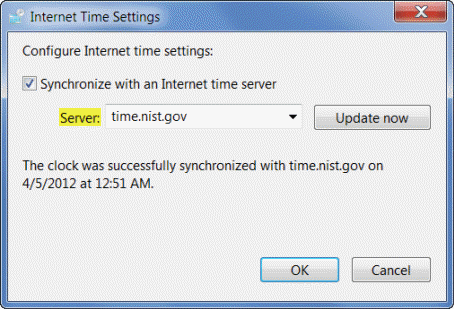 Internet Time Settings
Configure Internet time settings:
Synchronize with an Internet time server
Server: time.nist.gov Update now
The clock was successfully synchronized with time.nist.gov on
4/5/2012 at 12:51 AM.
OK Cancel